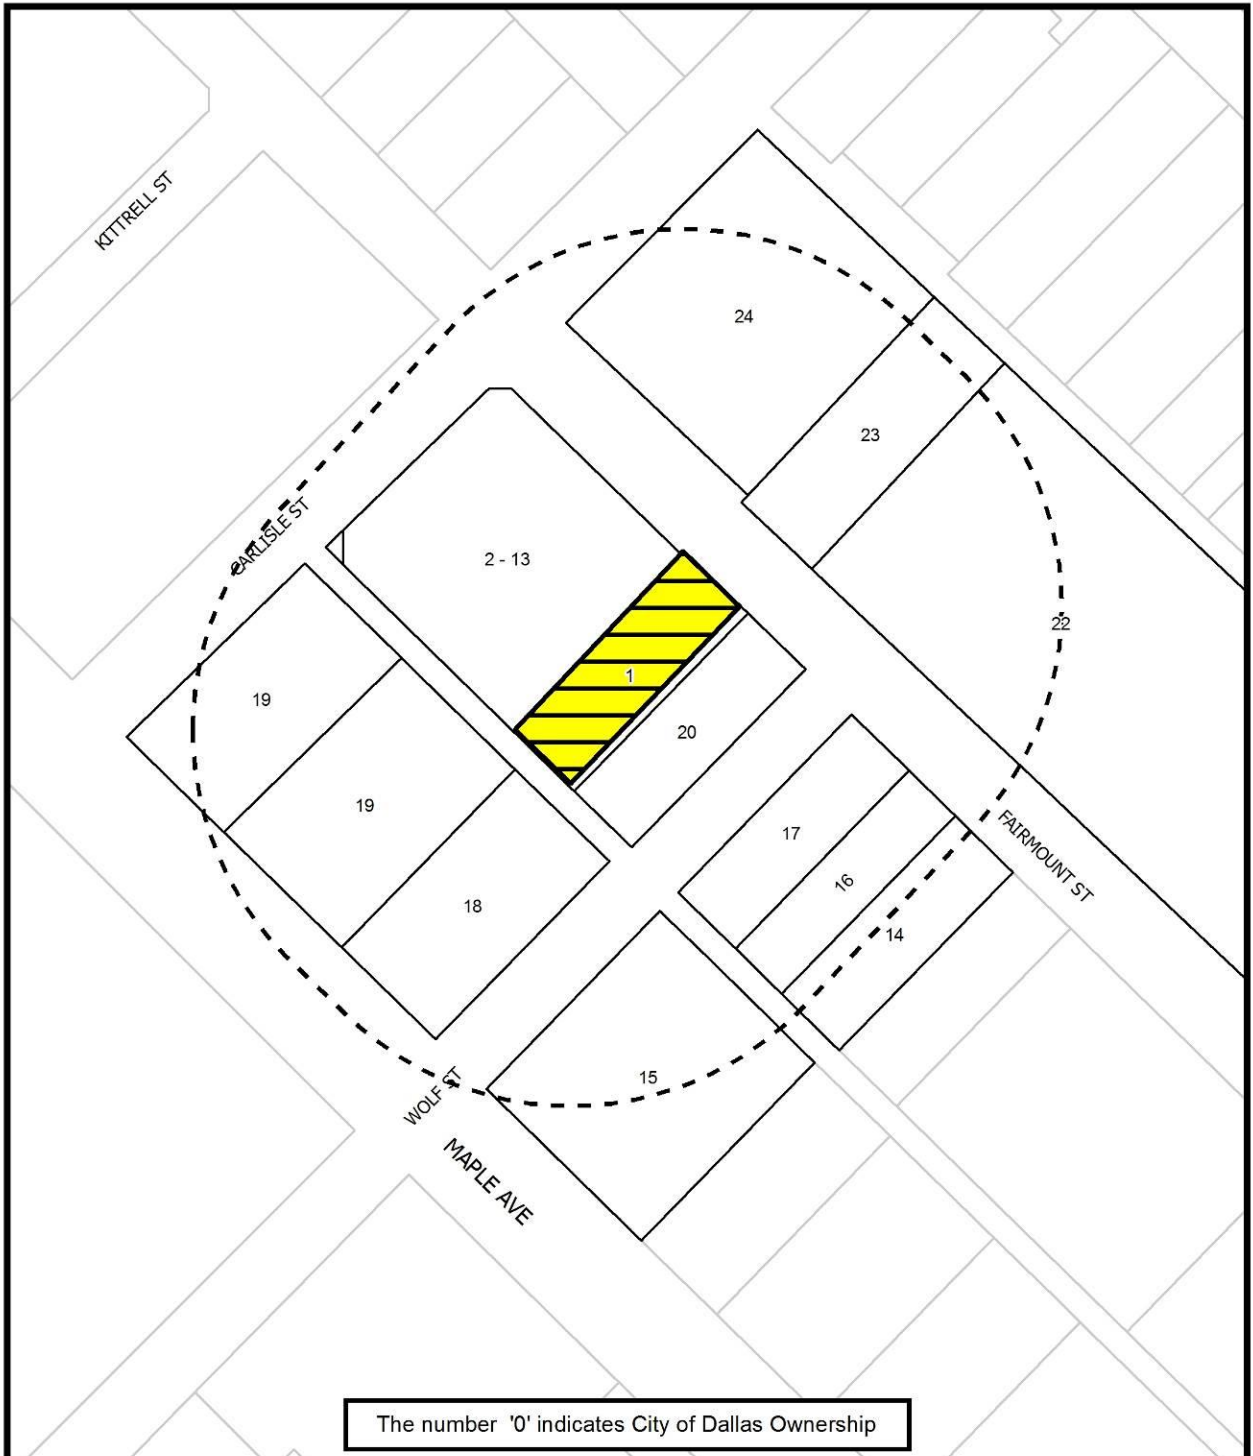 KITTRELL ST
24
23
CARLISLE ST
2 - 13
22
1
19
20
19
17
16
18
FAIRMOUNT ST
14
15
WOLF ST
MAPLE AVE
The number '0' indicates City of Dallas Ownership